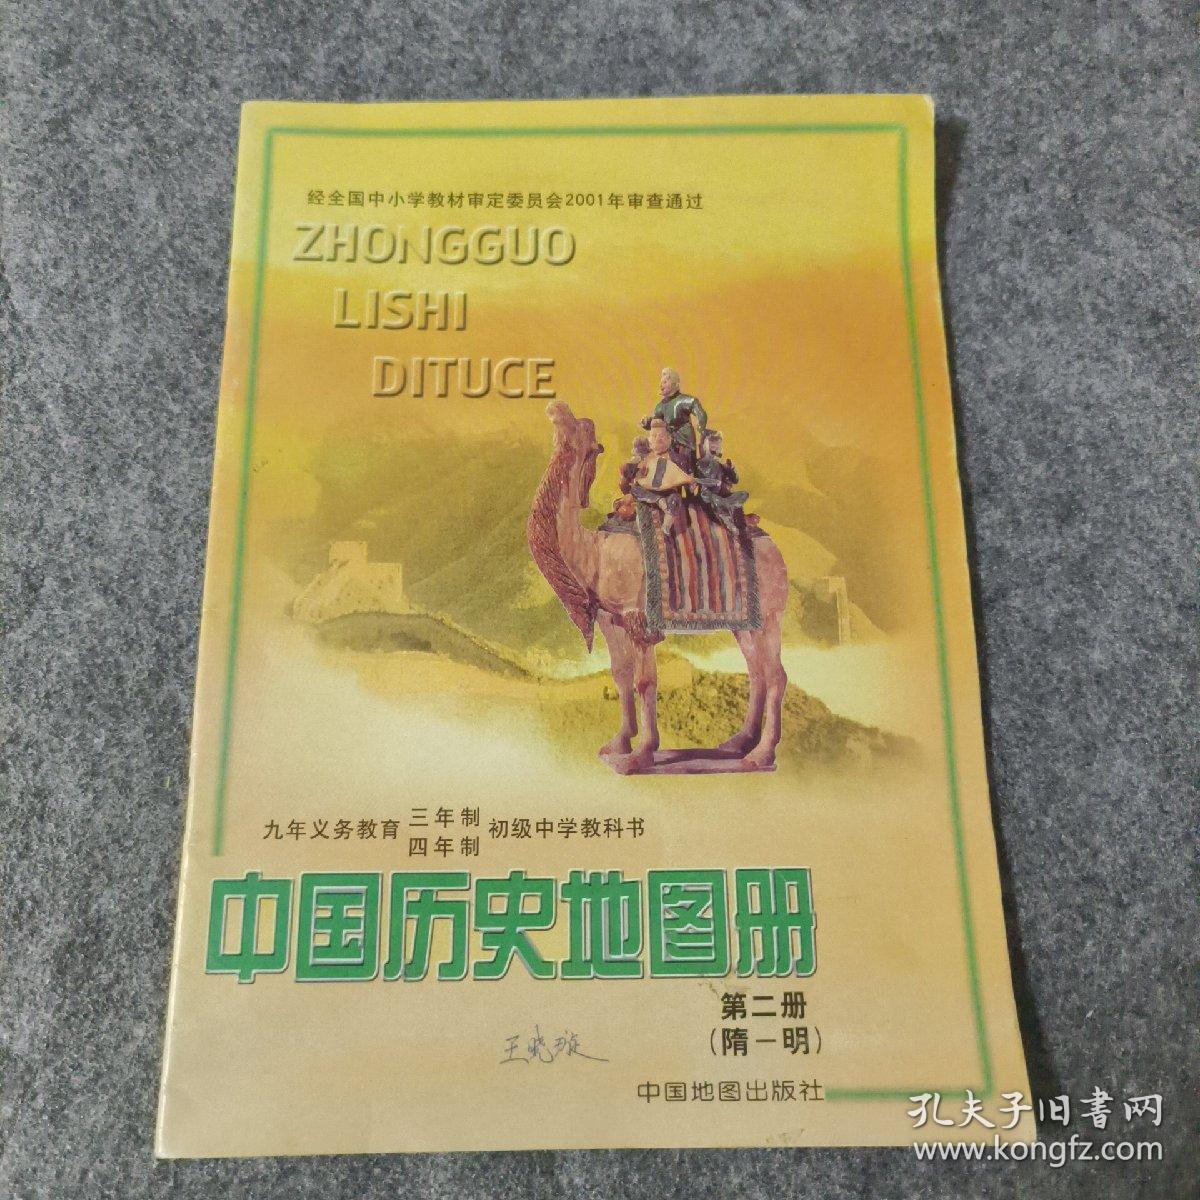 经全国中小学教材审定委员会2001年审查通过
ZHONGGUO
LISHI
DITUCE
九年义务教育 三年制 四年制 初级中学教科书
中国历史地图册
第二册
(隋—明)
王晓璇
中国地图出版社
孔夫子旧书网
www.kongfz.com